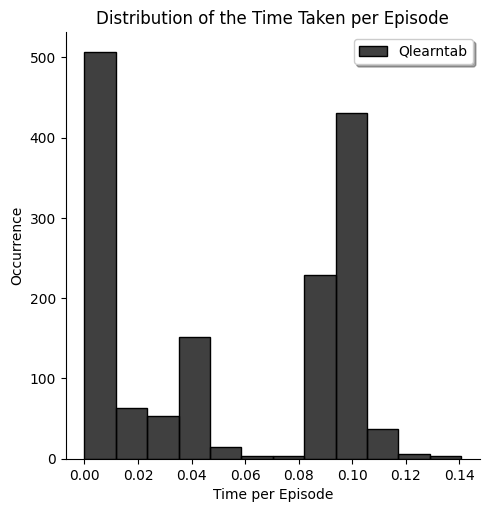 Distribution of the Time Taken per Episode
Qlearntab
500
400
300
200
100
0
Occurrence
0.00 0.02 0.04 0.06 0.08 0.10 0.12 0.14
Time per Episode